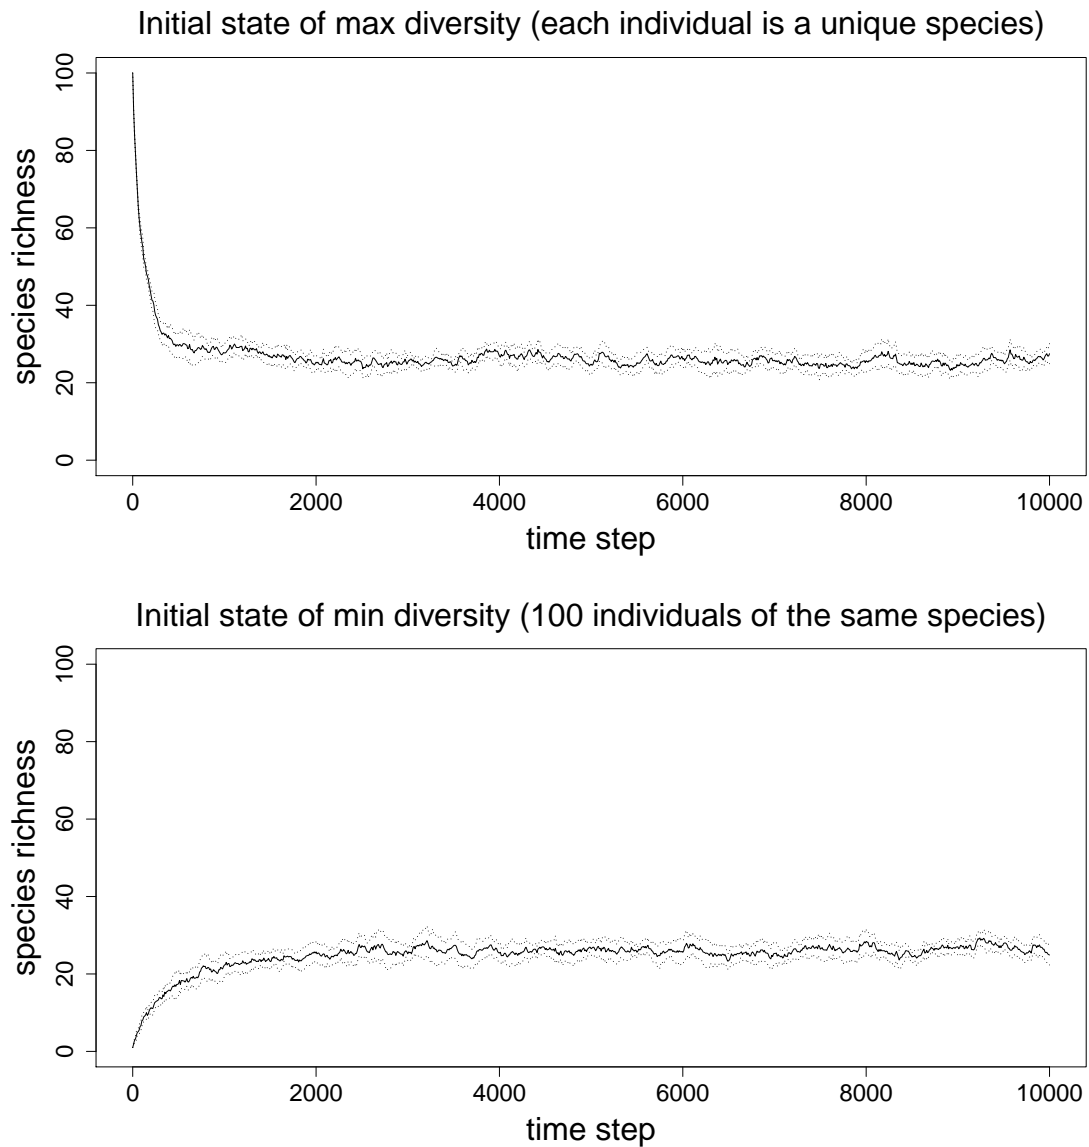 Initial state of max diversity (each individual is a unique species)
100
80
60
40
20
0
species richness
0 2000 4000 6000 8000 10000
time step
Initial state of min diversity (100 individuals of the same species)
100
80
60
40
20
0
species richness
0 2000 4000 6000 8000 10000
time step